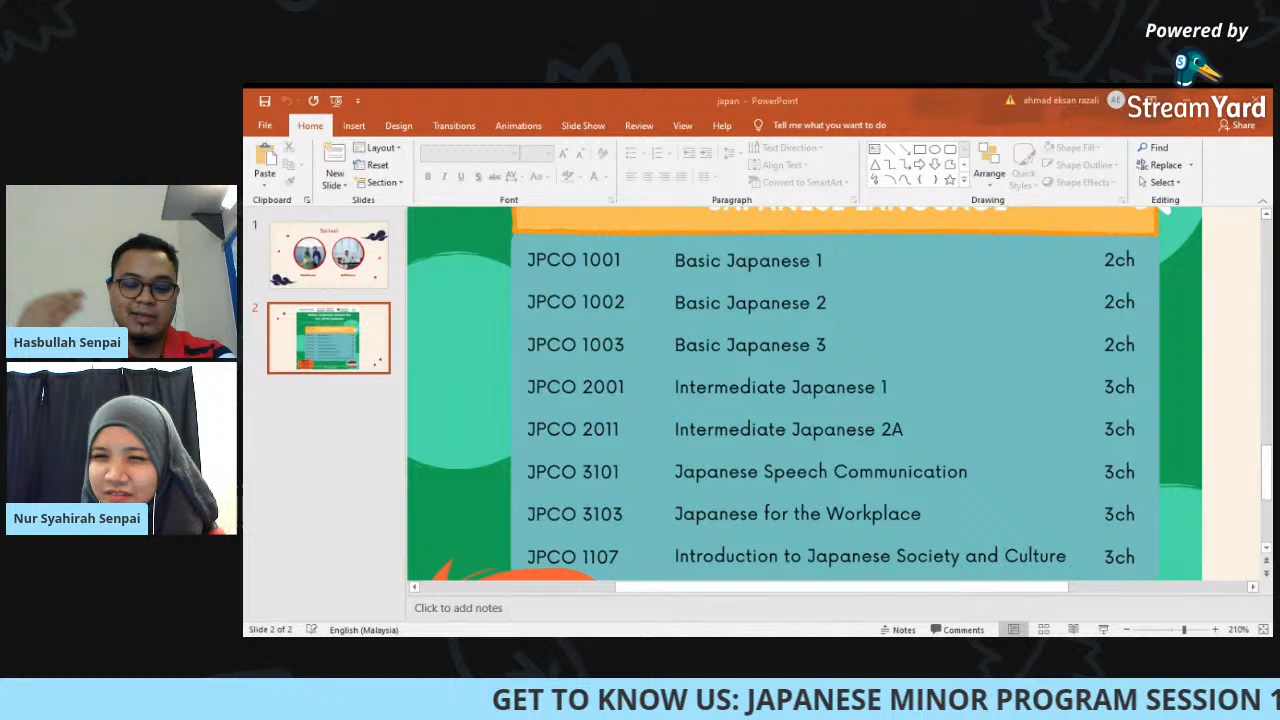 Powered by
StreamYard
japan - PowerPoint
ahmad eksan razali
AE
File Home Insert Design Transitions Animations Slide Show Review View Help Tell me what you want to do
Share
Paste
New
Slide
Layout
Reset
Section
Text Direction
Align Text
Convert to SmartArt
Arrange
Quick
Styles
Shape Fill
Shape Outline
Shape Effects
Find
Replace
Select
Clipboard Slides Font Paragraph Drawing Editing
1
2
JAPANESE LANGUAGE
JPCO 1001 Basic Japanese 1 2ch
JPCO 1002 Basic Japanese 2 2ch
JPCO 1003 Basic Japanese 3 2ch
JPCO 2001 Intermediate Japanese 1 3ch
JPCO 2011 Intermediate Japanese 2A 3ch
JPCO 3101 Japanese Speech Communication 3ch
JPCO 3103 Japanese for the Workplace 3ch
JPCO 1107 Introduction to Japanese Society and Culture 3ch
Hasbullah Senpai
Nur Syahirah Senpai
Click to add notes
Slide 2 of 2 English (Malaysia) Notes Comments 210%
GET TO KNOW US: JAPANESE MINOR PROGRAM SESSION 1